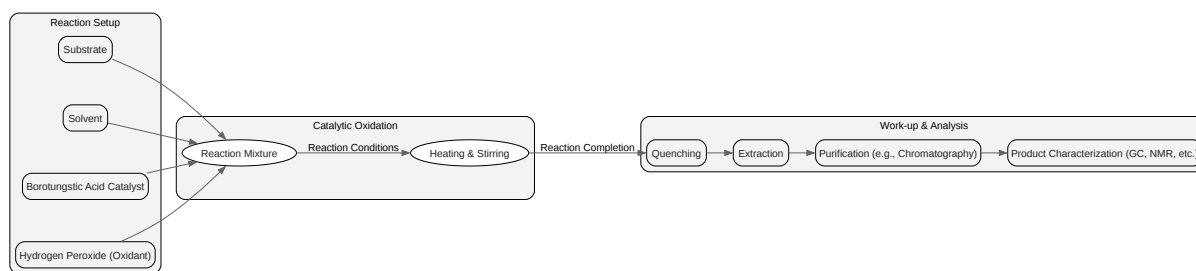 Reaction Setup
Substrate
Solvent
Borotungstic Acid Catalyst
Hydrogen Peroxide (Oxidant)
Catalytic Oxidation
Reaction Mixture
Reaction Conditions
Heating & Stirring
Reaction Completion
Work-up & Analysis
Quenching
Extraction
Purification (e.g., Chromatography)
Product Characterization (GC, NMR, etc.)